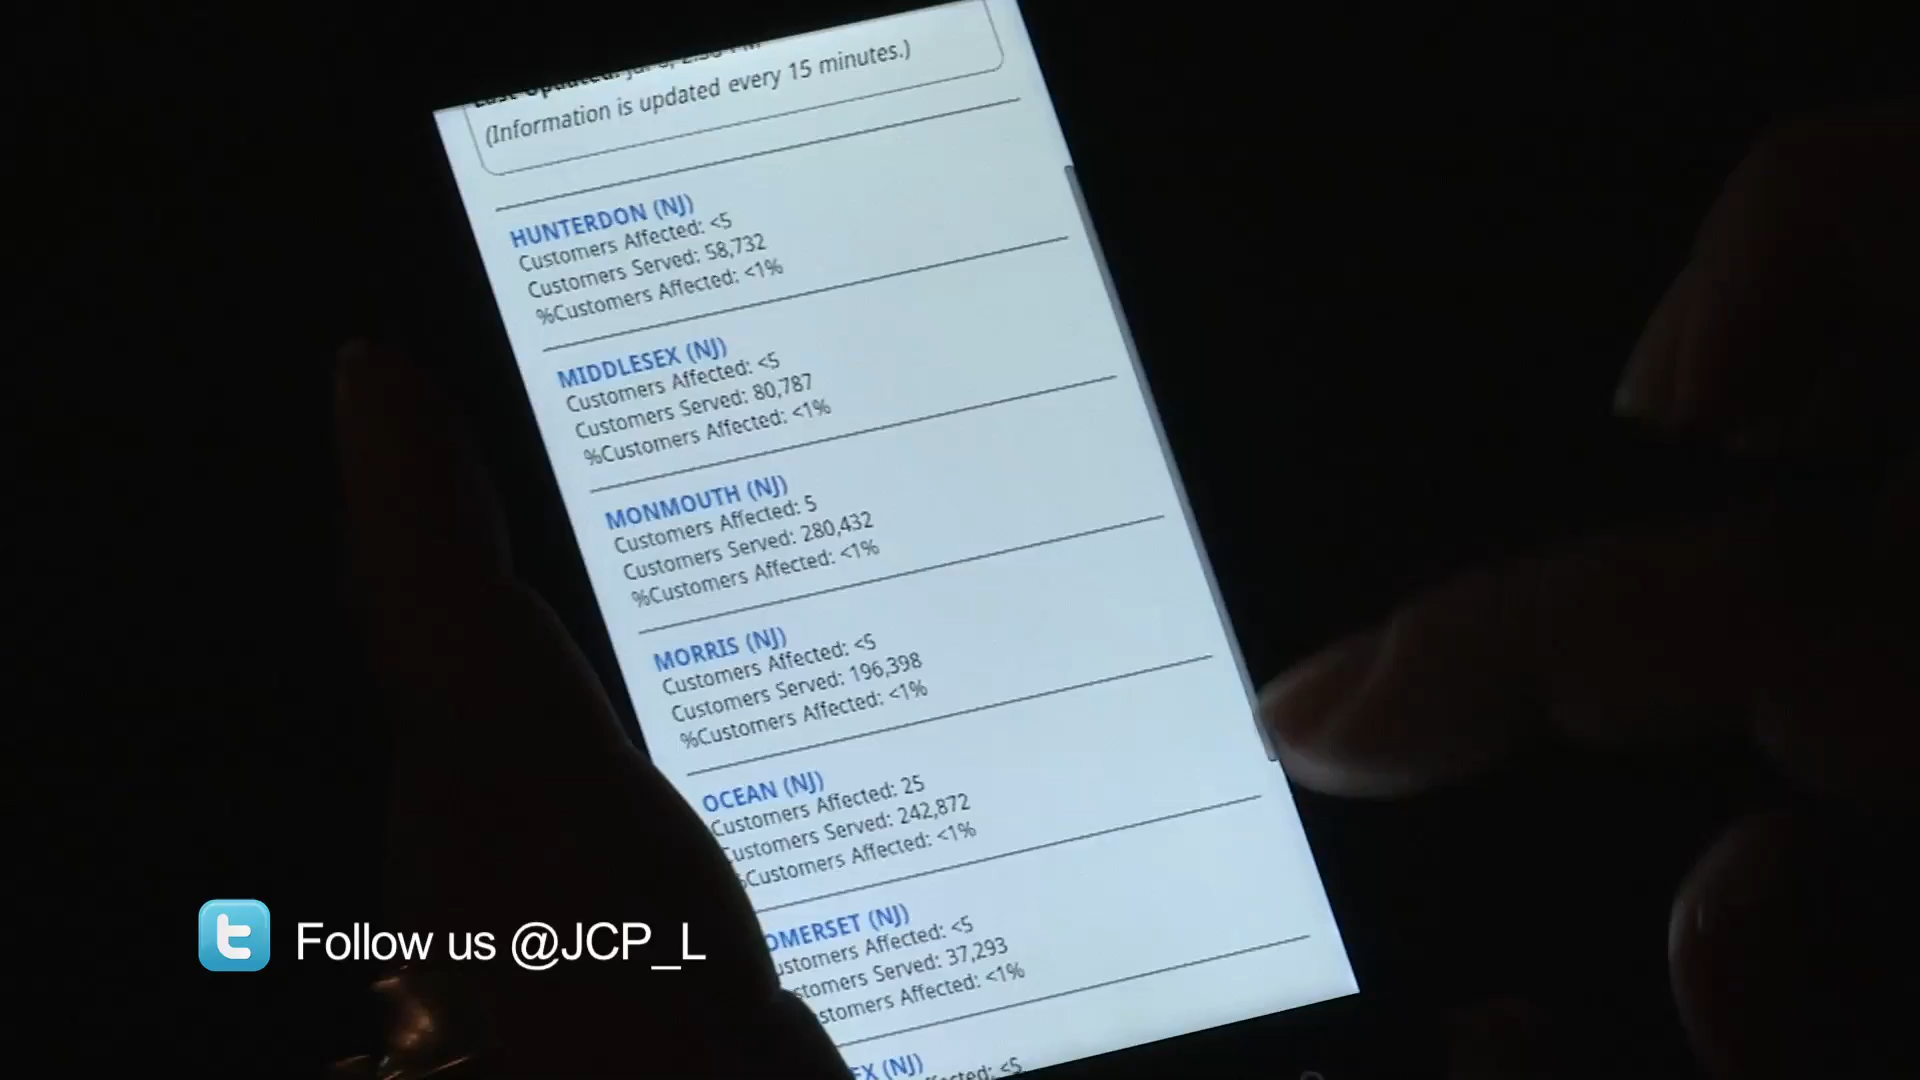 (Information is updated every 15 minutes.)
HUNTERDON (NJ)
Customers Affected: <5
Customers Served: 58,732
%Customers Affected: <1%
MIDDLESEX (NJ)
Customers Affected: <5
Customers Served: 80,787
%Customers Affected: <1%
MONMOUTH (NJ)
Customers Affected: 5
Customers Served: 280,432
%Customers Affected: <1%
MORRIS (NJ)
Customers Affected: <5
Customers Served: 196,398
%Customers Affected: <1%
OCEAN (NJ)
Customers Affected: 25
Customers Served: 242,872
%Customers Affected: <1%
OMERSET (NJ)
ustomers Affected: <5
stomers Served: 37,293
stomers Affected: <1%
EX (NJ)
<5
Follow us @JCP_L